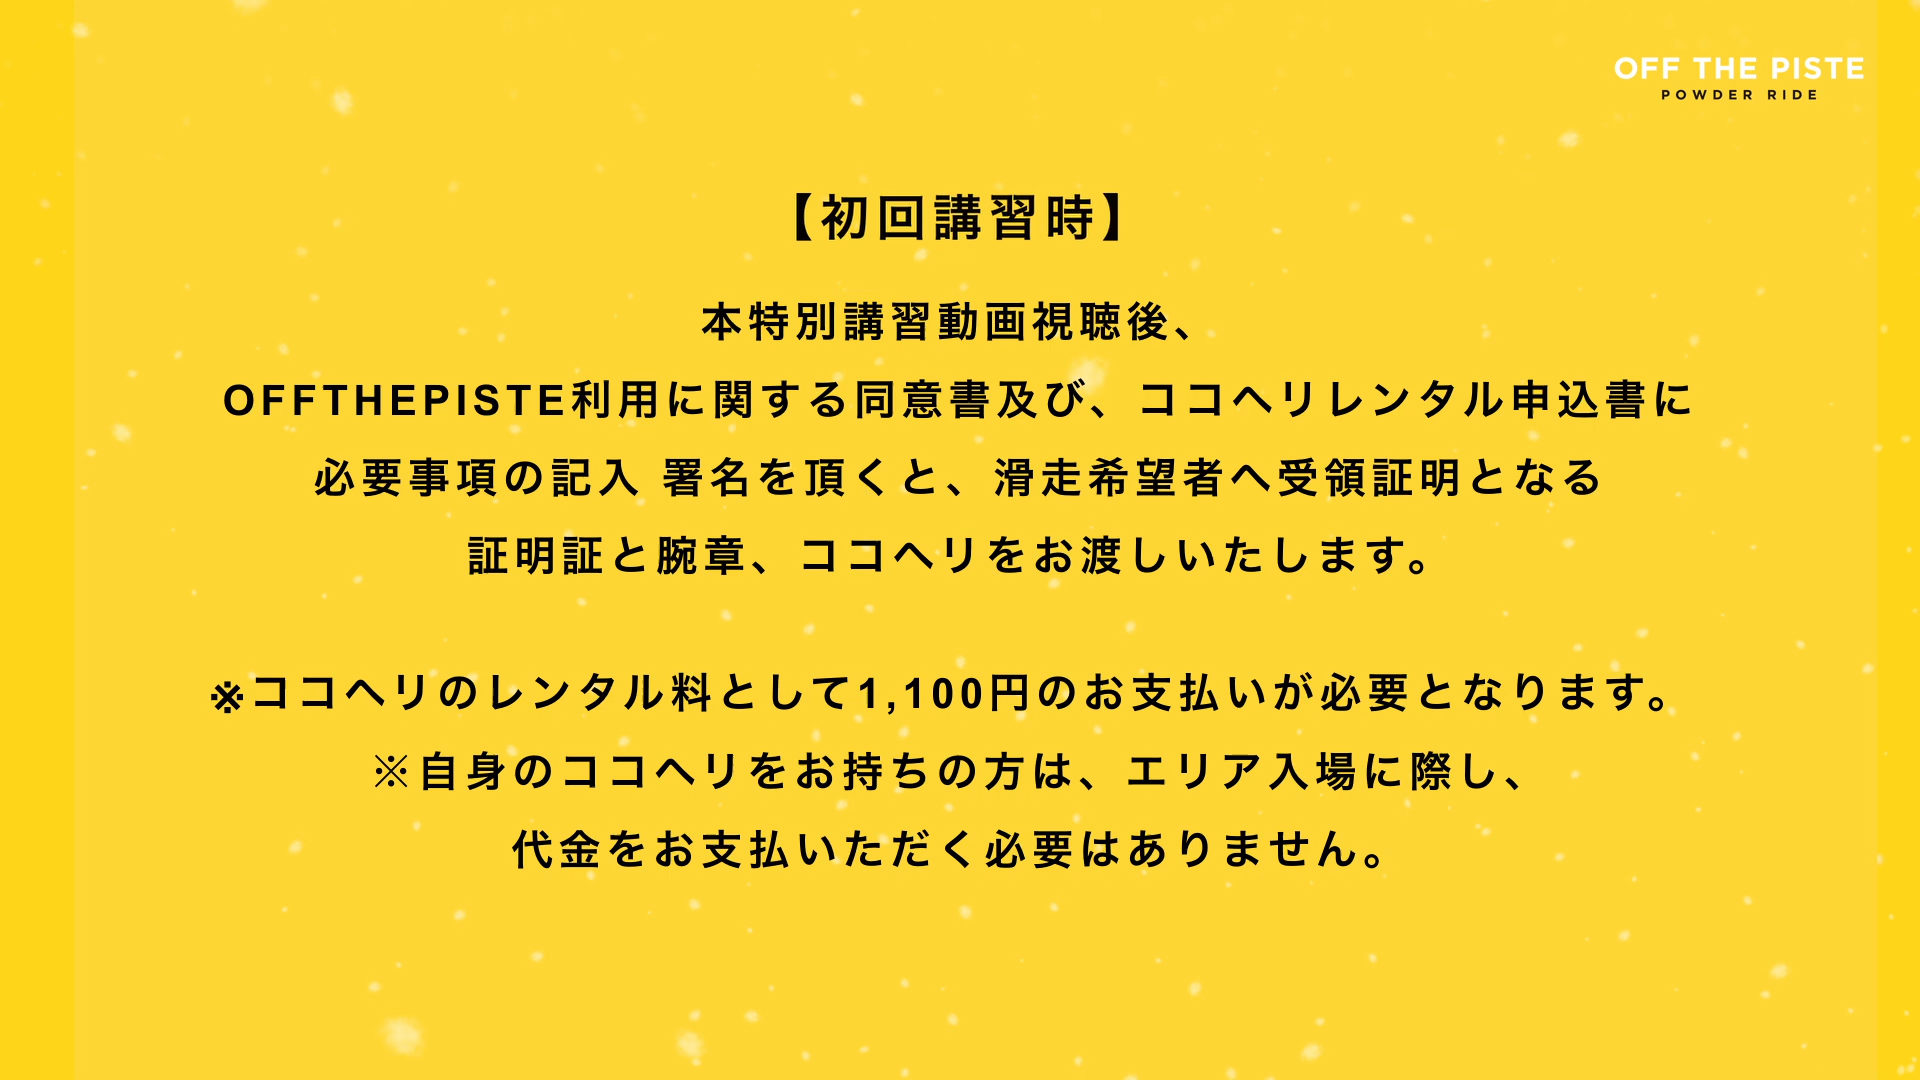 OFF THE PISTE
POWDER RIDE
【初回講習時】
本特別講習動画視聴後、
OFFTHEPISTE利用に関する同意書及び、ココヘリレンタル申込書に
必要事項の記入 署名を頂くと、滑走希望者へ受領証明となる
証明証と腕章、ココヘリをお渡しいたします。
※ココヘリのレンタル料として1,100円のお支払いが必要となります。
※自身のココヘリをお持ちの方は、エリア入場に際し、
代金をお支払いただく必要はありません。